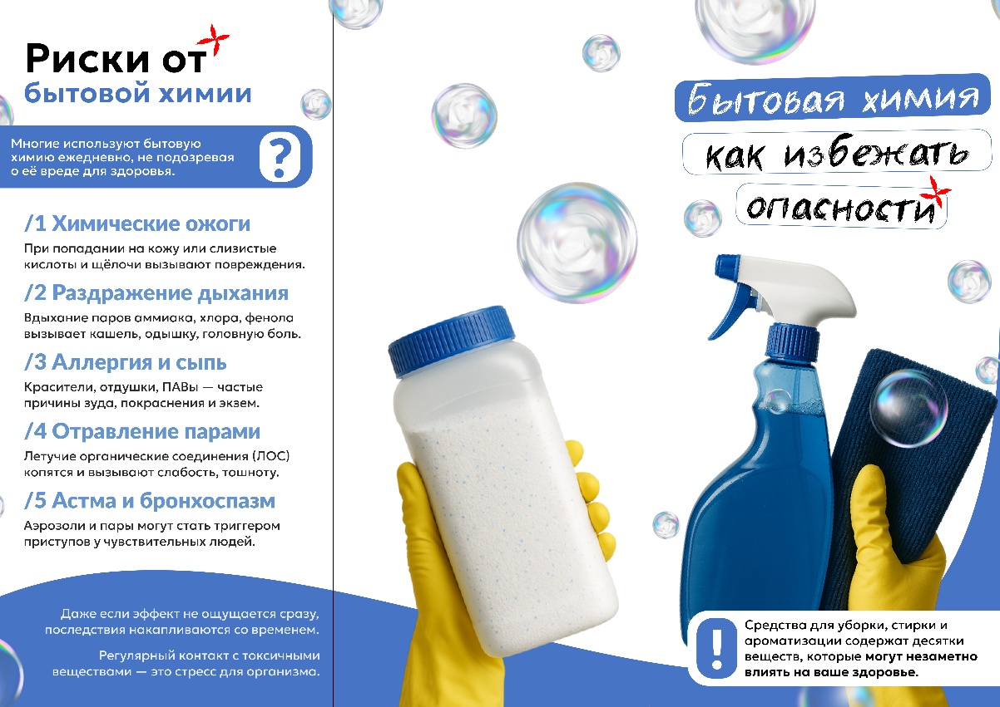 Риски от
бытовой химии
Многие используют бытовую
химию ежедневно, не подозревая
о её вреде для здоровья.
?
/1 Химические ожоги
При попадании на кожу или слизистые
кислоты и щёлочи вызывают повреждения.
/2 Раздражение дыхания
Вдыхание паров аммиака, хлора, фенола
вызывает кашель, одышку, головную боль.
/3 Аллергия и сыпь
Красители, отдушки, ПАВы — частые
причины зуда, покраснения и экзем.
/4 Отравление парами
Летучие органические соединения (ЛОС)
копятся и вызывают слабость, тошноту.
/5 Астма и бронхоспазм
Аэрозоли и пары могут стать триггером
приступов у чувствительных людей.
Даже если эффект не ощущается сразу,
последствия накапливаются со временем.
Регулярный контакт с токсичными
веществами — это стресс для организма.
Бытовая химия
как избежать
опасности
!
Средства для уборки, стирки и
ароматизации содержат десятки
веществ, которые могут незаметно
влиять на ваше здоровье.